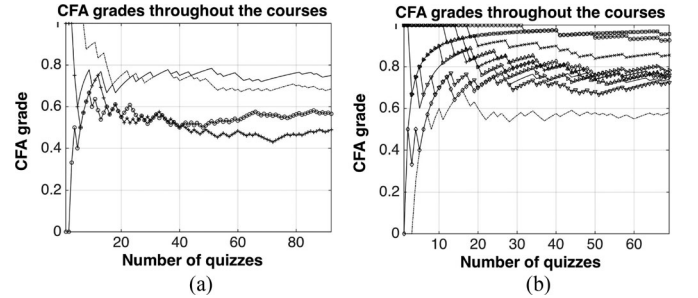 CFA grades throughout the courses
1
0.8
0.6
0.4
0.2
0
20
40
60
80
CFA grade
Number of quizzes
(a)
CFA grades throughout the courses
1
0.8
0.6
0.4
0.2
0
10
20
30
40
50
60
CFA grade
Number of quizzes
(b)